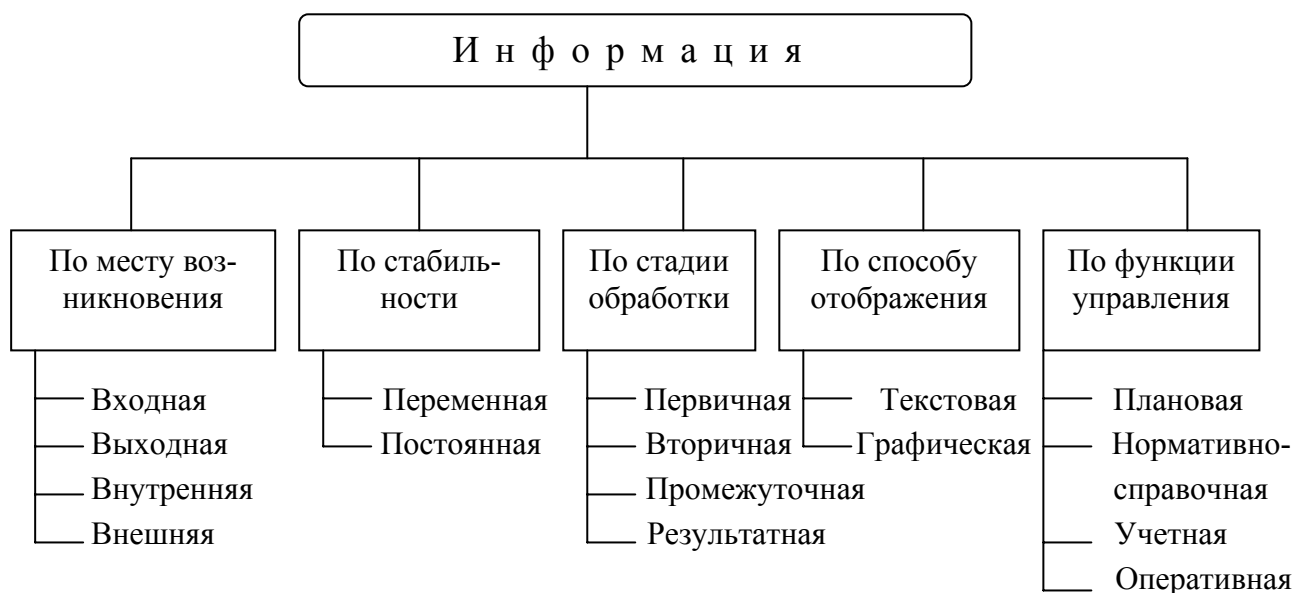 Информация
По месту воз-
никновения
Входная
Выходная
Внутренняя
Внешняя
По стабиль-
ности
Переменная
Постоянная
По стадии
обработки
Первичная
Вторичная
Промежуточная
Результатная
По способу
отображения
Текстовая
Графическая
По функции
управления
Плановая
Нормативно-
справочная
Учетная
Оперативная